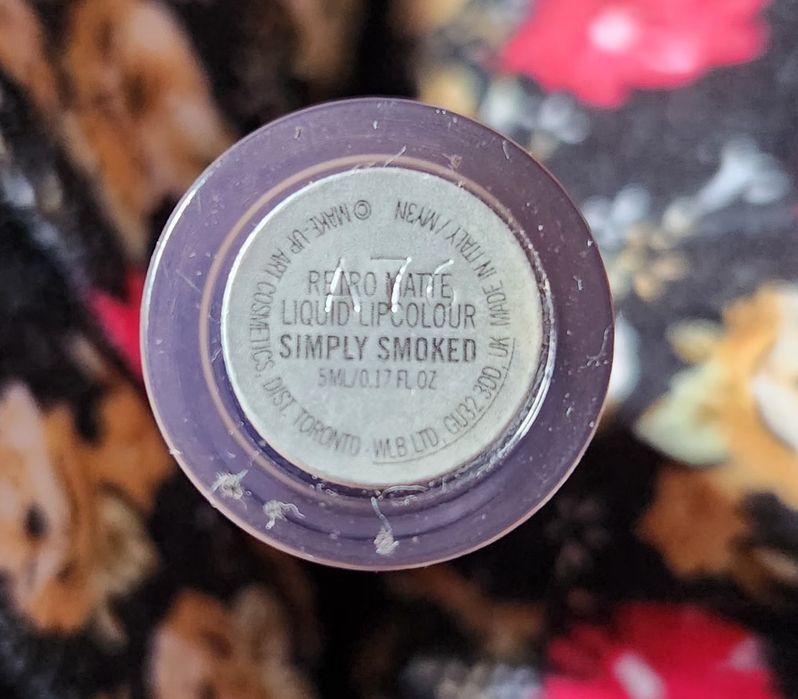 RETRO MATTE
LIQUID LIPCOLOUR
SIMPLY SMOKED
5ML/0.17 FL OZ
© MAKE-UP ART COSMETICS, DIST. TORONTO · WLB LTD, GU32 3DD, UK MADE IN ITALY / MY3N
A76